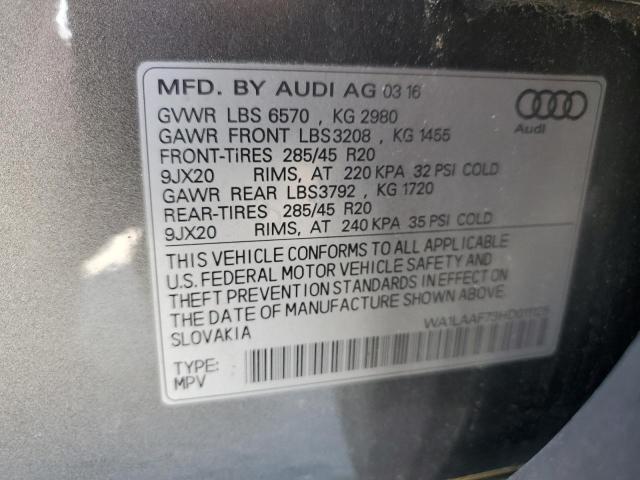 MFD. BY AUDI AG 03 16
GVWR LBS 6570 , KG 2980
GAWR FRONT LBS3208 , KG 1455
FRONT-TIRES 285/45 R20
9JX20 RIMS, AT 220 KPA 32 PSI COLD
GAWR REAR LBS3792 , KG 1720
REAR-TIRES 285/45 R20
9JX20 RIMS, AT 240 KPA 35 PSI COLD
Audi
THIS VEHICLE CONFORMS TO ALL APPLICABLE
U.S. FEDERAL MOTOR VEHICLE SAFETY AND
THEFT PREVENTION STANDARDS IN EFFECT ON
THE DATE OF MANUFACTURE SHOWN ABOVE.
SLOVAKIA
TYPE:
MPV